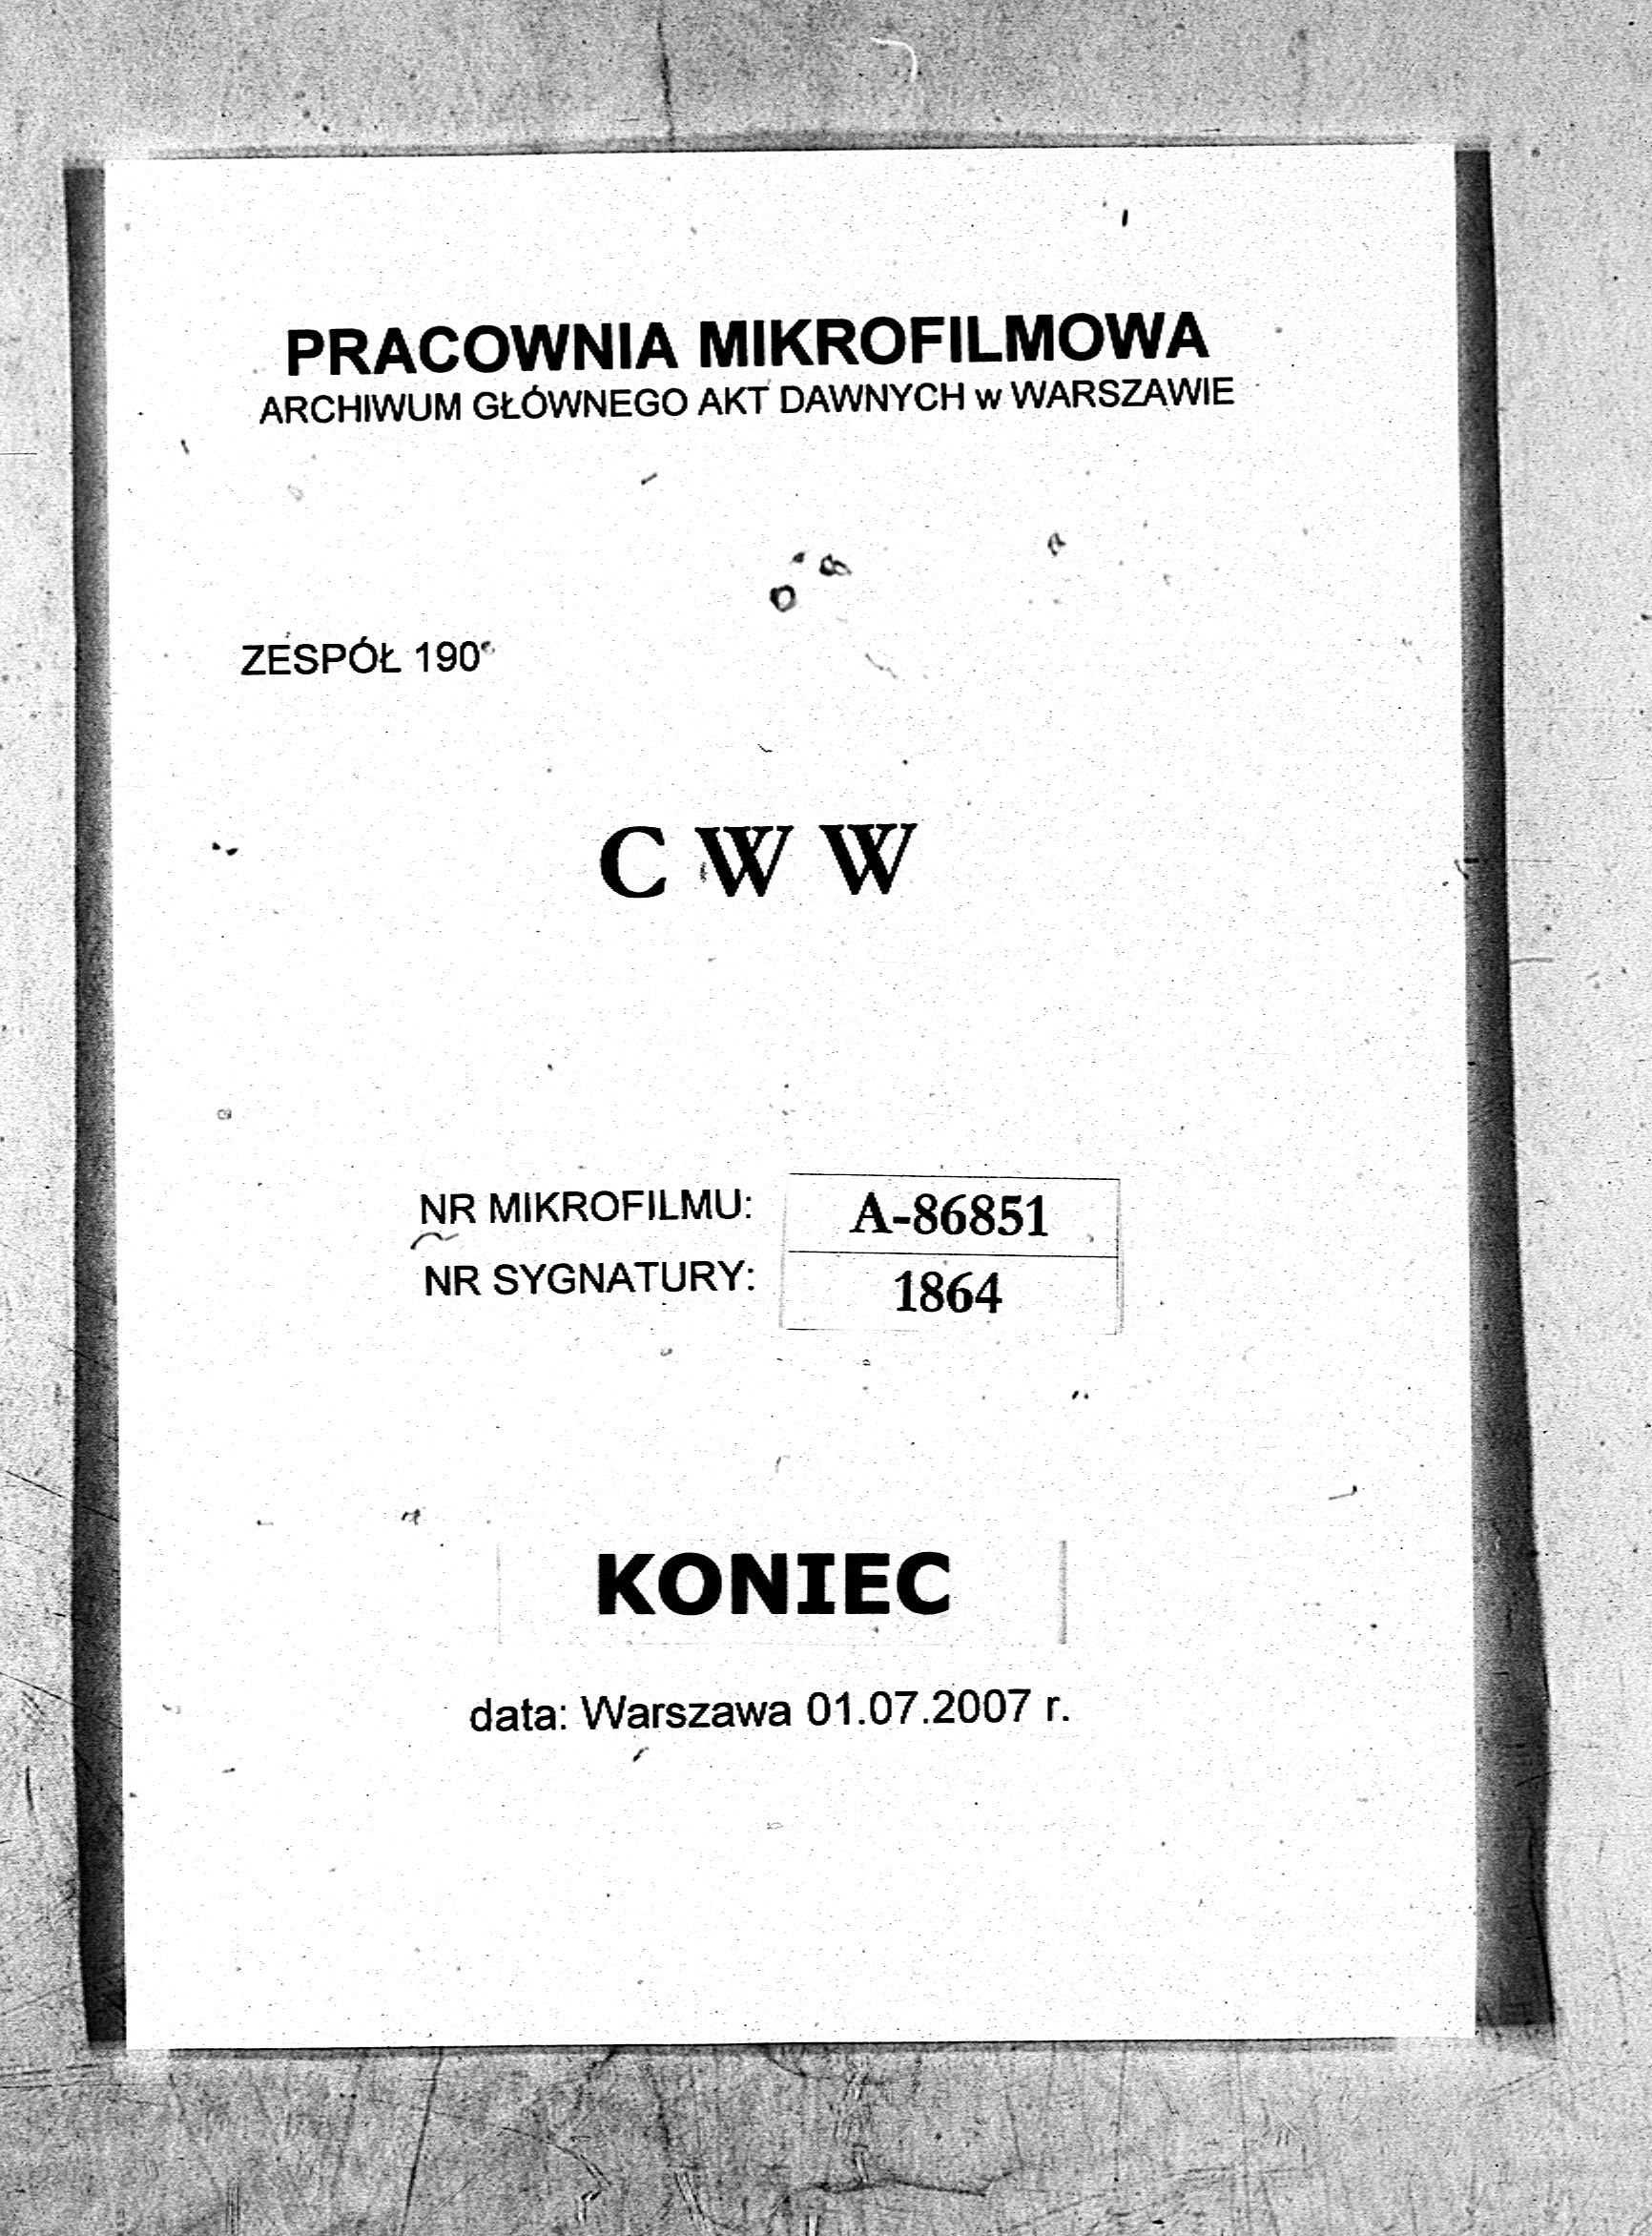 PRACOWNIA MIKROFILMOWA
ARCHIWUM GŁÓWNEGO AKT DAWNYCH w WARSZAWIE
ZESPÓŁ 190
C W W
NR MIKROFILMU: A-86851
NR SYGNATURY: 1864
KONIEC
data: Warszawa 01.07.2007 r.